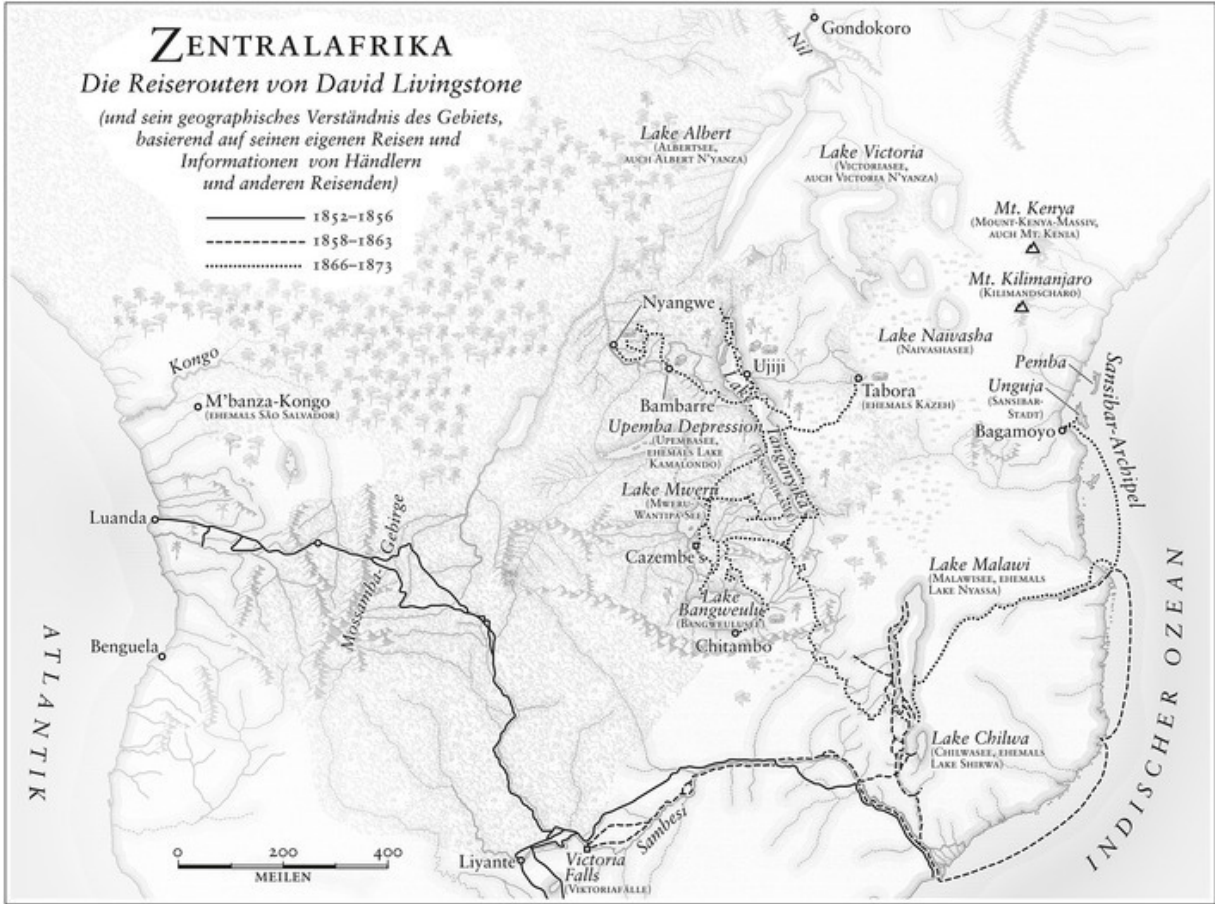 ZENTRALAFRIKA
Die Reiserouten von David Livingstone
(und sein geographisches Verständnis des Gebiets,
basierend auf seinen eigenen Reisen und
Informationen von Händlern
und anderen Reisenden)
1852–1856
1858–1863
1866–1873
Gondokoro
Nil
Lake Albert
(ALBERTSEE,
AUCH ALBERT N'YANZA)
Lake Victoria
(VICTORIASEE,
AUCH VICTORIA N'YANZA)
Mt. Kenya
(MOUNT-KENYA-MASSIV,
AUCH MT. KENIA)
Mt. Kilimanjaro
(KILIMANDSCHARO)
Nyangwe
Lake Naivasha
(NAIVASHASEE)
Kongo
Ujiji
Pemba
Sansibar-Archipel
Unguja
(SANSIBAR-
STADT)
M'banza-Kongo
(EHEMALS SÃO SALVADOR)
Tabora
(EHEMALS KAZEH)
Bambarre
Bagamoyo
Upemba Depression
(UPEMBASEE,
EHEMALS LAKE
KAMALONDO)
Lake Tanganyika
(TANGANJIKASEE)
Lake Mweru
(MWERU-
WANTIPA-SEE)
Luanda
Mossamba-Gebirge
Cazembe's
Lake Malawi
(MALAWISEE, EHEMALS
LAKE NYASSA)
Lake
Bangweulu
(BANGWEULUSEE)
Chitambo
Benguela
ATLANTIK
INDISCHER OZEAN
Lake Chilwa
(CHILWASEE, EHEMALS
LAKE SHIRWA)
Sambesi
Liyante
Victoria
Falls
(VIKTORIAFÄLLE)
0 200 400
MEILEN